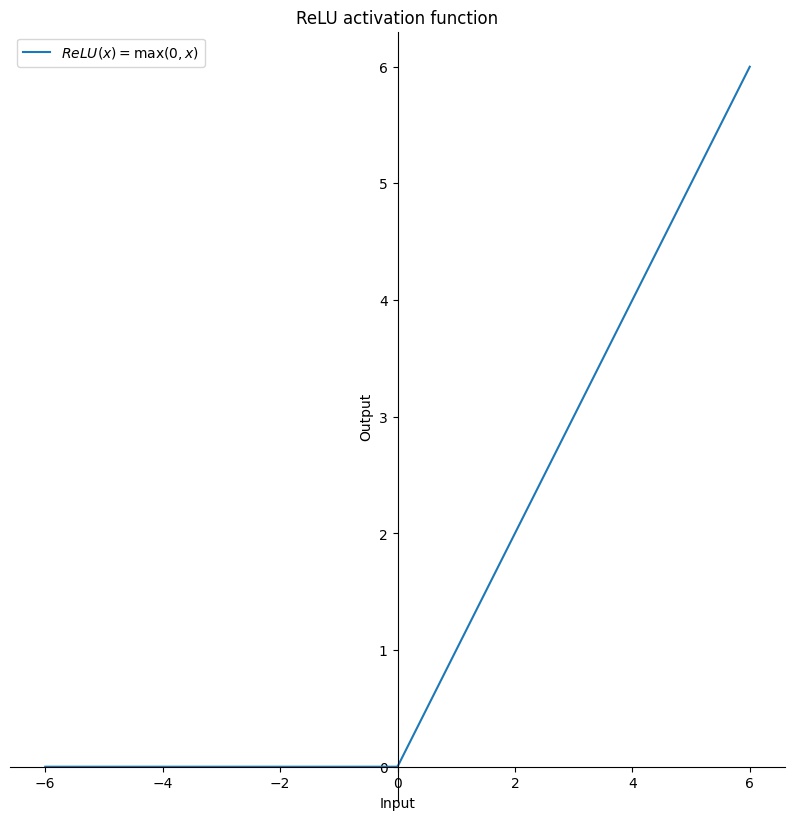 ReLU activation function
ReLU(x) = max(0, x)
6
5
4
3
2
1
0
Output
−6 −4 −2 0 2 4 6
Input